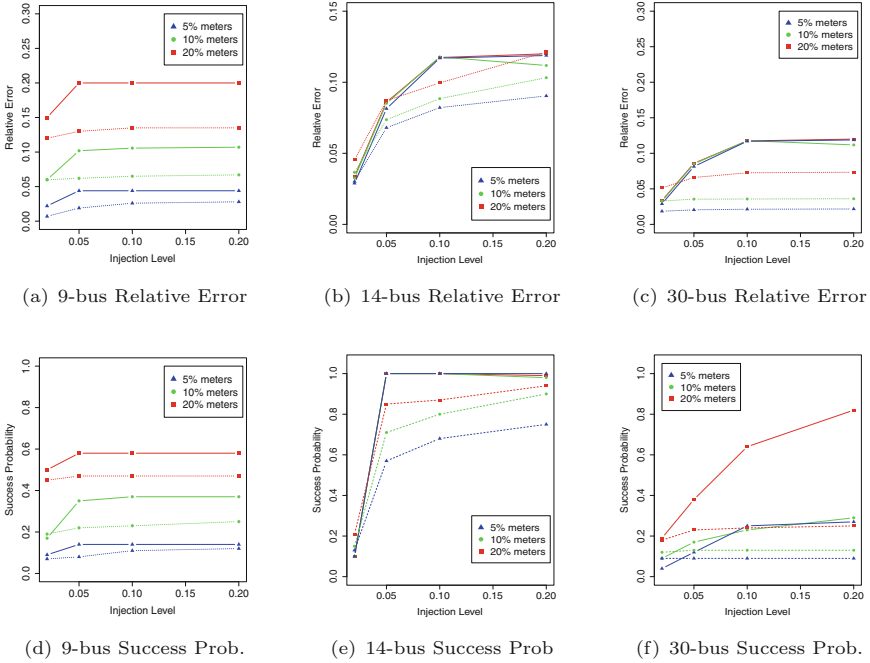 0.30
0.25
0.20
0.15
0.10
0.05
0.00
Relative Error
5% meters
10% meters
20% meters
0.05 0.10 0.15 0.20
Injection Level
(a) 9-bus Relative Error
0.15
0.10
0.05
0.00
Relative Error
5% meters
10% meters
20% meters
0.05 0.10 0.15 0.20
Injection Level
(b) 14-bus Relative Error
0.30
0.25
0.20
0.15
0.10
0.05
0.00
Relative Error
5% meters
10% meters
20% meters
0.05 0.10 0.15 0.20
Injection Level
(c) 30-bus Relative Error
1.0
0.8
0.6
0.4
0.2
0.0
Success Probability
5% meters
10% meters
20% meters
0.05 0.10 0.15 0.20
Injection Level
(d) 9-bus Success Prob.
1.0
0.8
0.6
0.4
0.2
0.0
Success Probability
5% meters
10% meters
20% meters
0.05 0.10 0.15 0.20
Injection Level
(e) 14-bus Success Prob
1.0
0.8
0.6
0.4
0.2
0.0
Success Probability
5% meters
10% meters
20% meters
0.05 0.10 0.15 0.20
Injection Level
(f) 30-bus Success Prob.